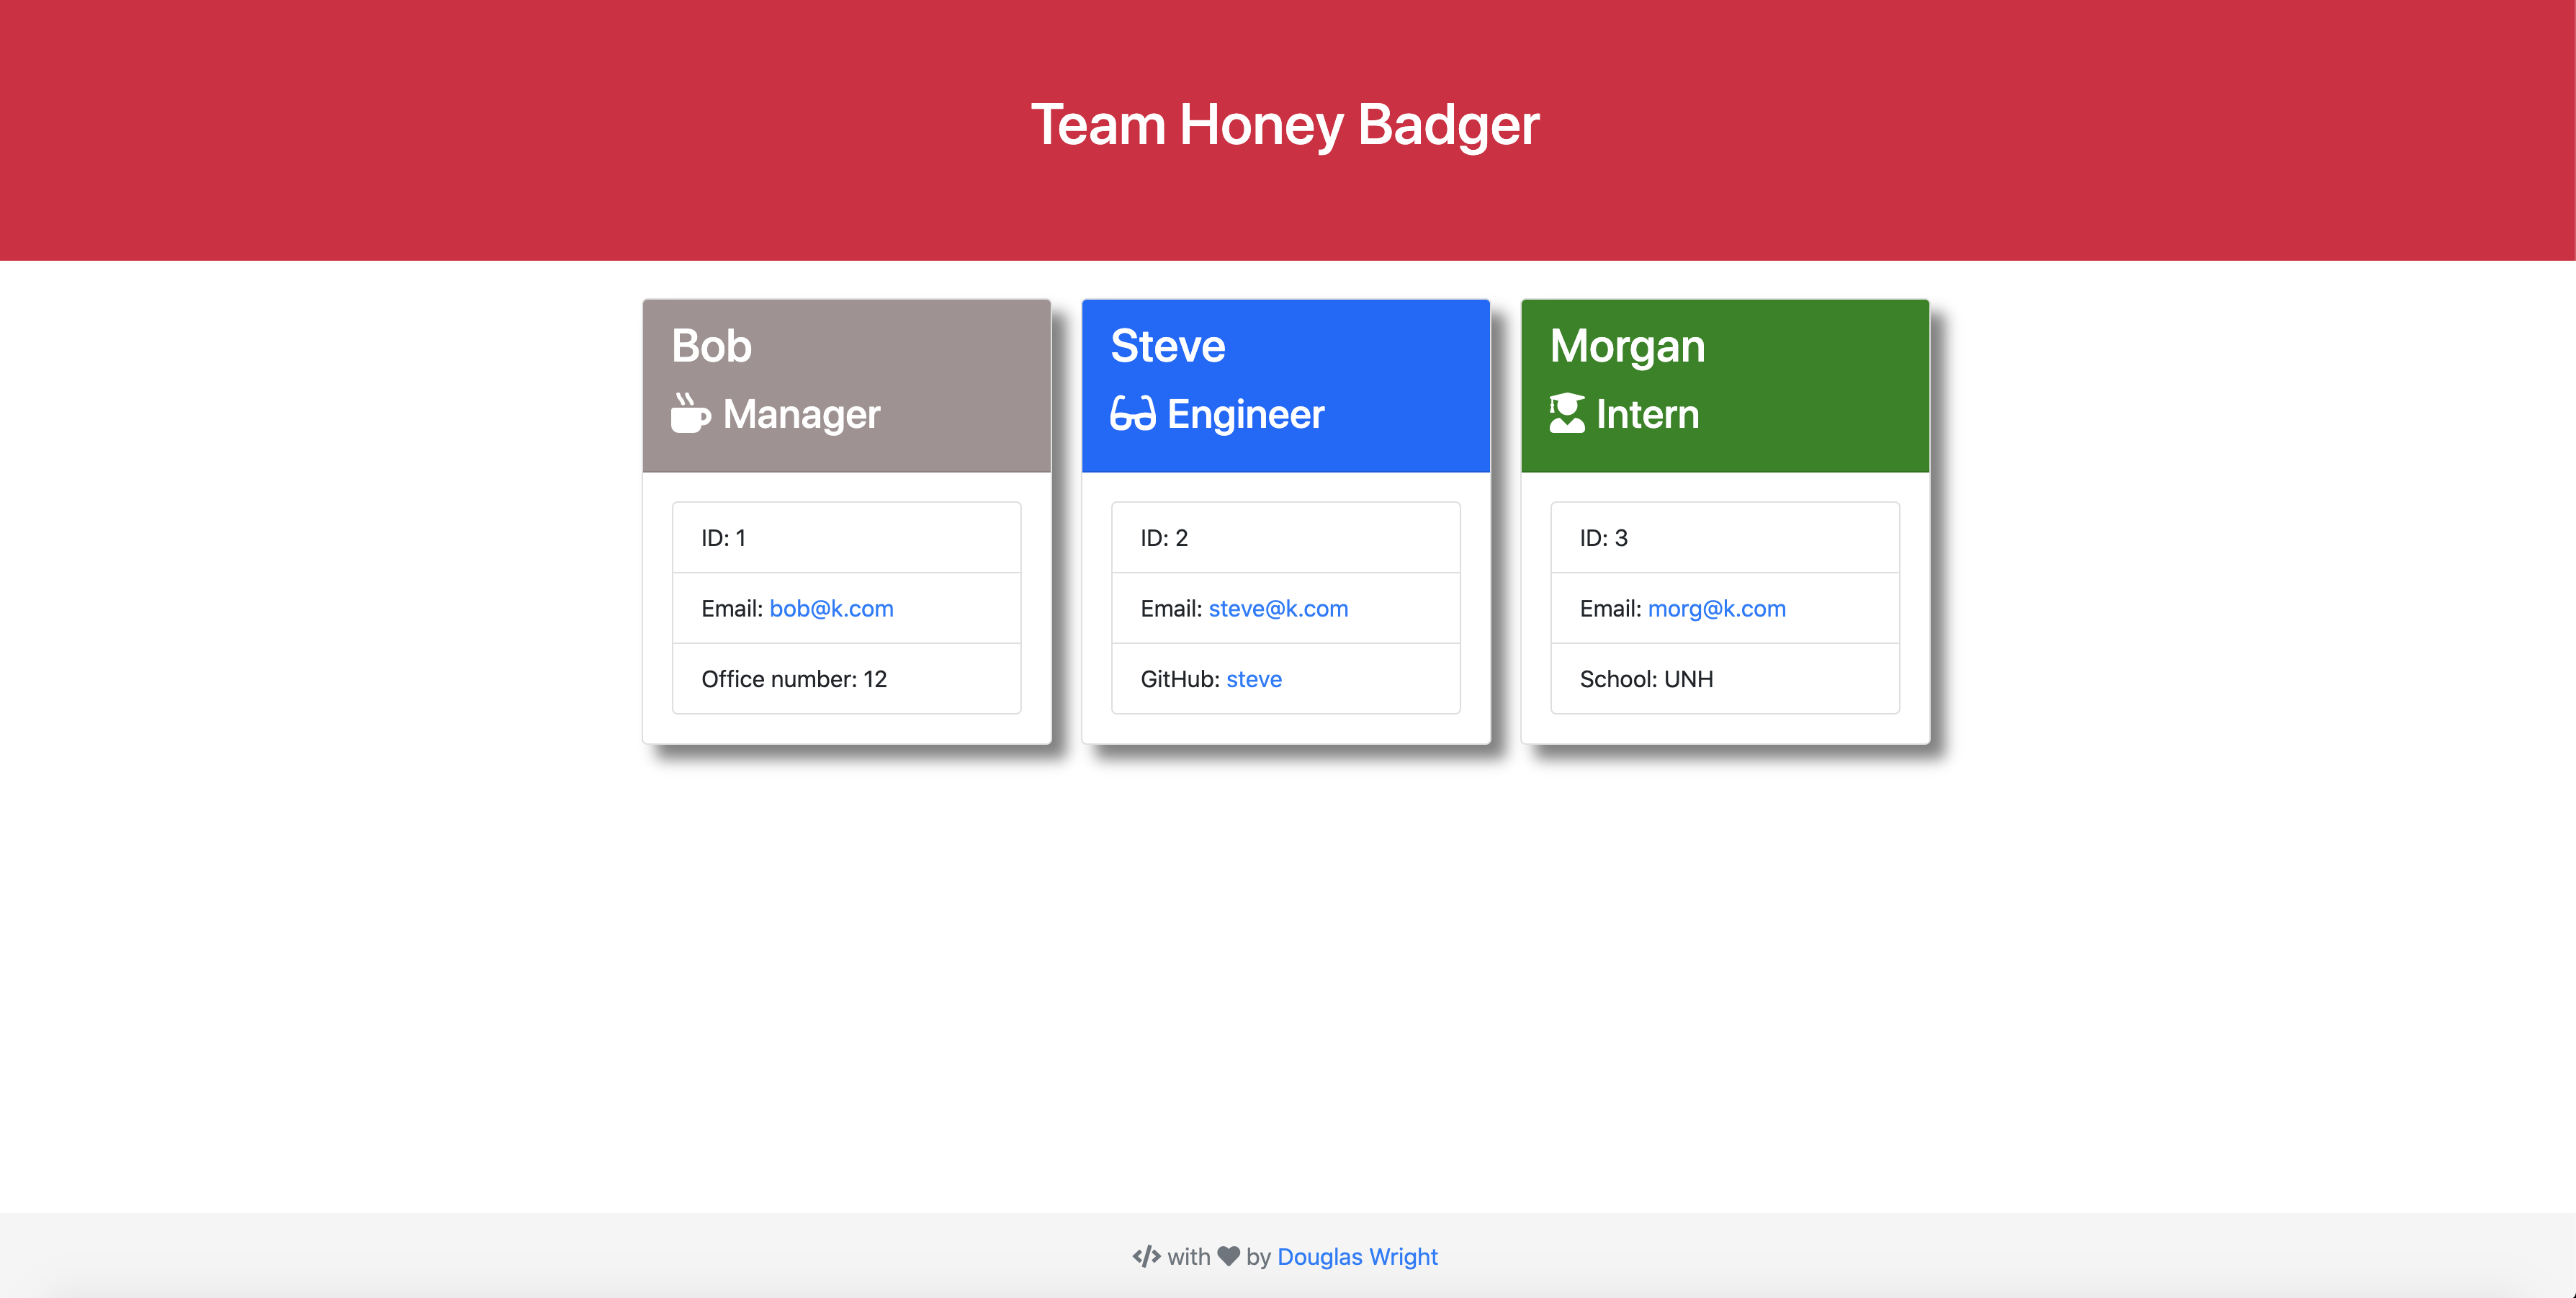 Team Honey Badger
Bob
Manager
ID: 1
Email: bob@k.com
Office number: 12
Steve
Engineer
ID: 2
Email: steve@k.com
GitHub: steve
Morgan
Intern
ID: 3
Email: morg@k.com
School: UNH
</> with ♥ by Douglas Wright